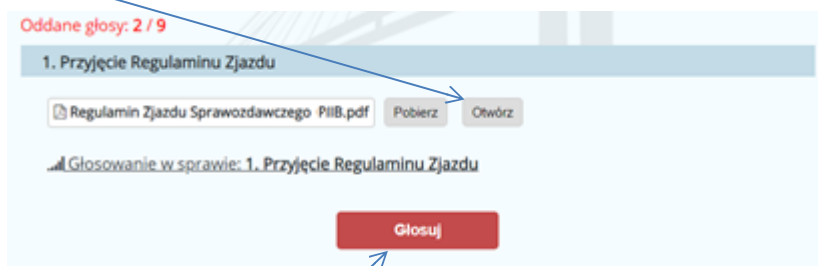 Oddane głosy: 2 / 9
1. Przyjęcie Regulaminu Zjazdu
Regulamin Zjazdu Sprawozdawczego PIIB.pdf Pobierz Otwórz
Głosowanie w sprawie: 1. Przyjęcie Regulaminu Zjazdu
Głosuj